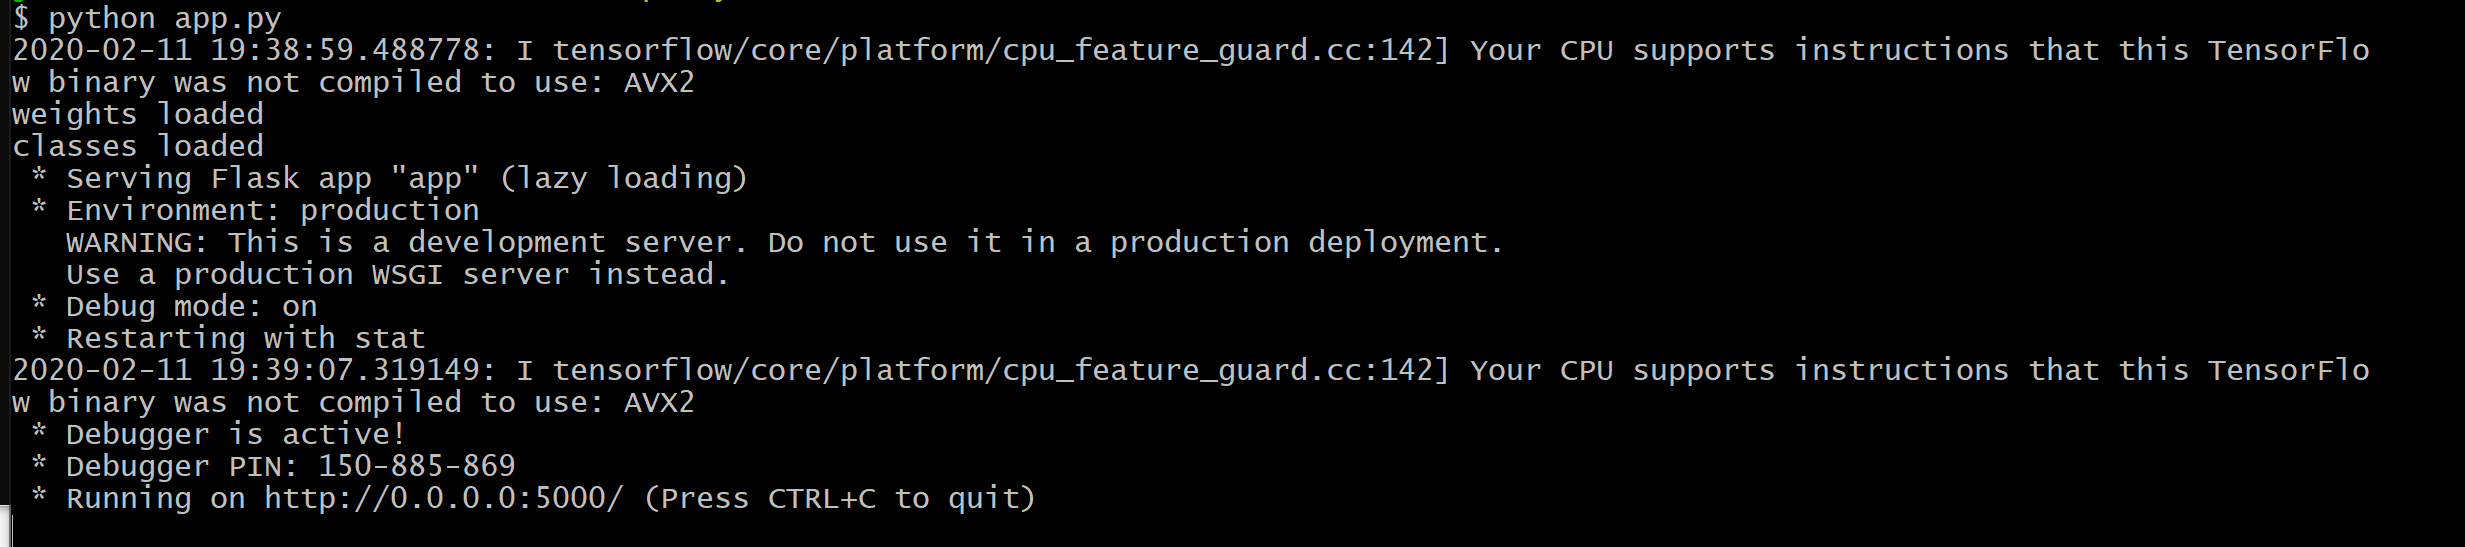 $ python app.py
2020-02-11 19:38:59.488778: I tensorflow/core/platform/cpu_feature_guard.cc:142] Your CPU supports instructions that this TensorFlo
w binary was not compiled to use: AVX2
weights loaded
classes loaded
 * Serving Flask app "app" (lazy loading)
 * Environment: production
   WARNING: This is a development server. Do not use it in a production deployment.
   Use a production WSGI server instead.
 * Debug mode: on
 * Restarting with stat
2020-02-11 19:39:07.319149: I tensorflow/core/platform/cpu_feature_guard.cc:142] Your CPU supports instructions that this TensorFlo
w binary was not compiled to use: AVX2
 * Debugger is active!
 * Debugger PIN: 150-885-869
 * Running on http://0.0.0.0:5000/ (Press CTRL+C to quit)